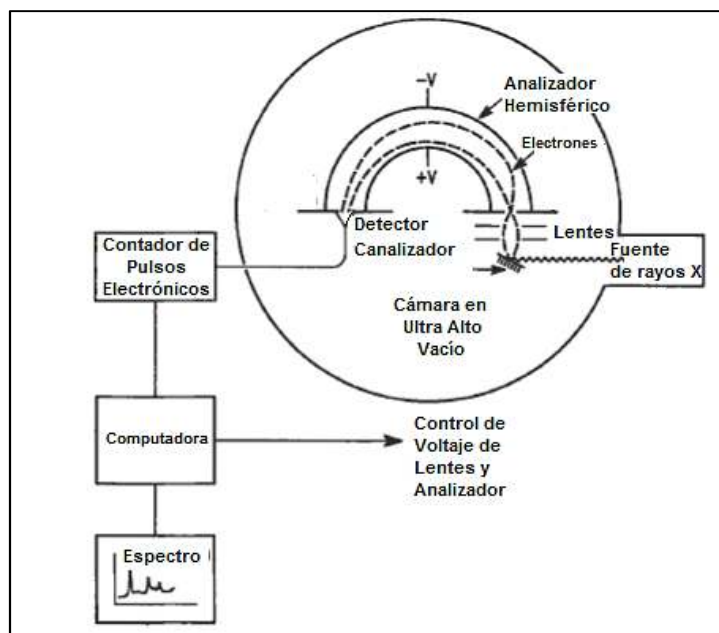 −V
Analizador
Hemisférico
Electrones
+V
Detector
Canalizador
Lentes
Fuente
de rayos X
Contador de
Pulsos
Electrónicos
Cámara en
Ultra Alto
Vacío
Computadora
Control de
Voltaje de
Lentes y
Analizador
Espectro